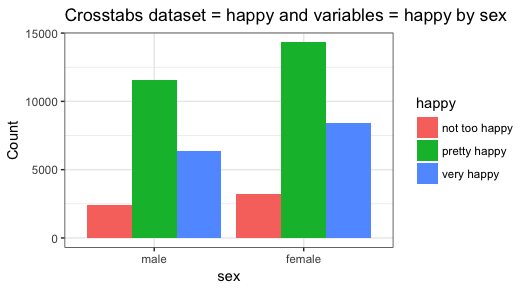 Crosstabs dataset = happy and variables = happy by sex
15000
10000
5000
0
Count
male
female
sex
happy
not too happy
pretty happy
very happy